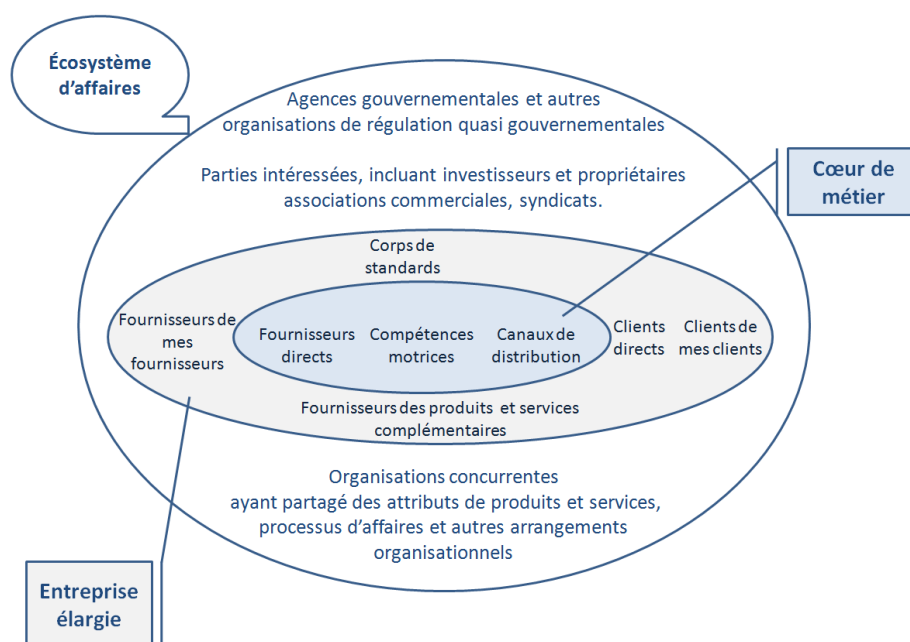 Écosystème
d’affaires
Agences gouvernementales et autres
organisations de régulation quasi gouvernementales
Parties intéressées, incluant investisseurs et propriétaires
associations commerciales, syndicats.
Cœur de
métier
Corps de
standards
Fournisseurs de
mes
fournisseurs
Fournisseurs
directs
Compétences
motrices
Canaux de
distribution
Clients
directs
Clients de
mes clients
Fournisseurs des produits et services
complémentaires
Organisations concurrentes
ayant partagé des attributs de produits et services,
processus d’affaires et autres arrangements
organisationnels
Entreprise
élargie